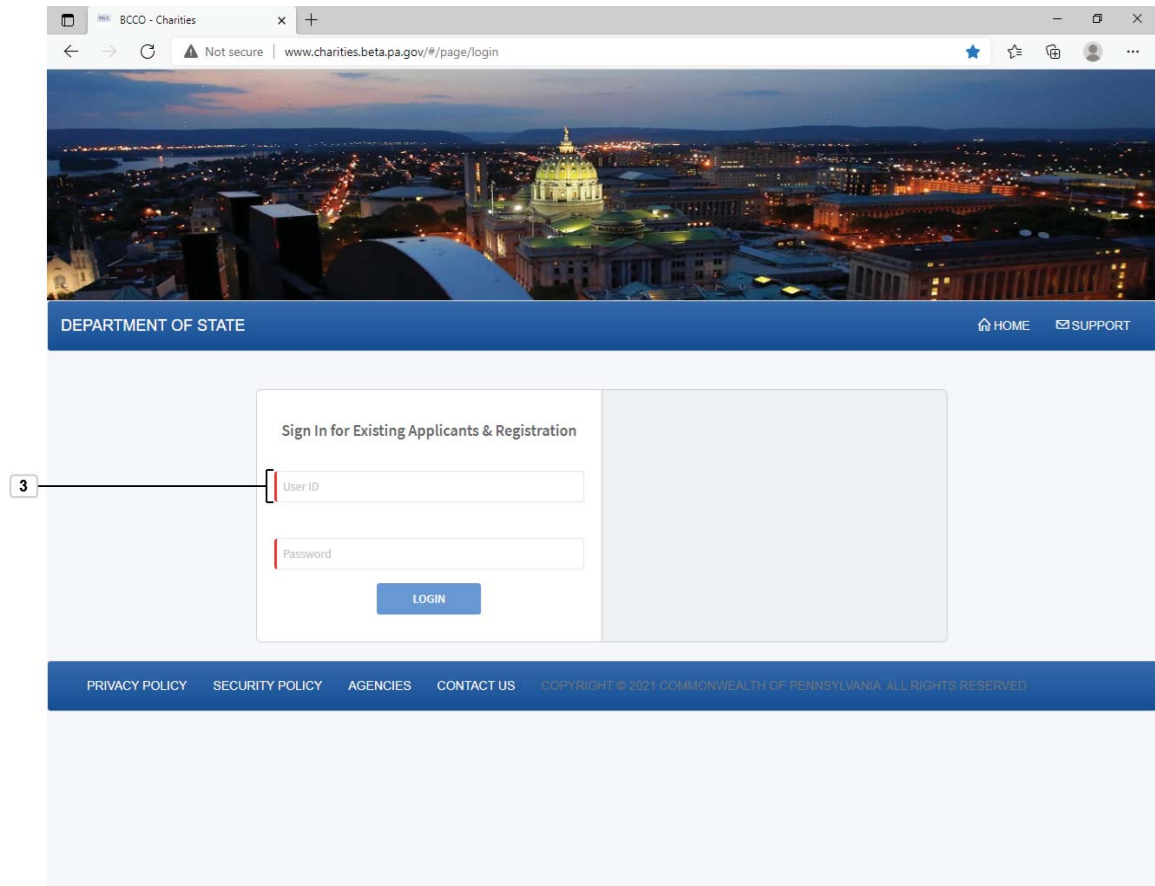 BCCO - Charities
Not secure | www.charities.beta.pa.gov/#/page/login
DEPARTMENT OF STATE
HOME
SUPPORT
Sign In for Existing Applicants & Registration
3
User ID
Password
LOGIN
PRIVACY POLICY
SECURITY POLICY
AGENCIES
CONTACT US
COPYRIGHT © 2021 COMMONWEALTH OF PENNSYLVANIA. ALL RIGHTS RESERVED